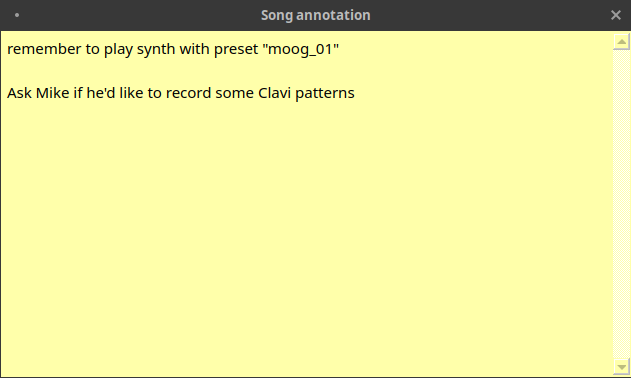 Song annotation
remember to play synth with preset "moog_01"
Ask Mike if he'd like to record some Clavi patterns